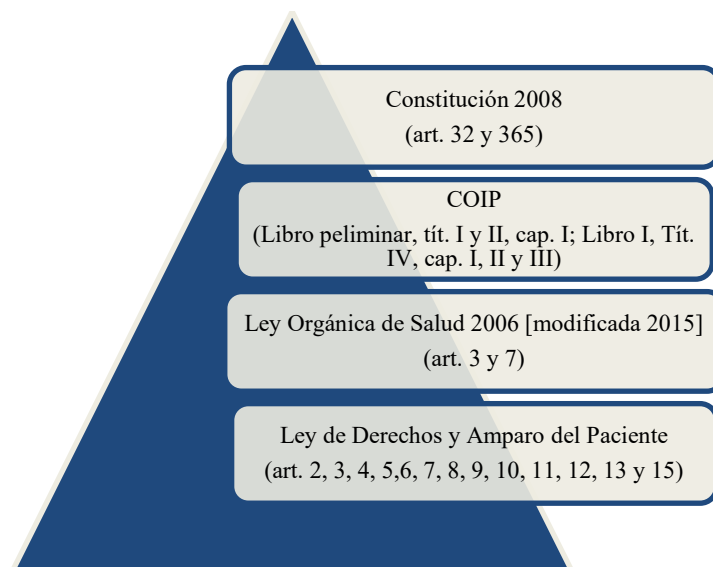 Constitución 2008
(art. 32 y 365)
COIP
(Libro peliminar, tít. I y II, cap. I; Libro I, Tít.
IV, cap. I, II y III)
Ley Orgánica de Salud 2006 [modificada 2015]
(art. 3 y 7)
Ley de Derechos y Amparo del Paciente
(art. 2, 3, 4, 5,6, 7, 8, 9, 10, 11, 12, 13 y 15)